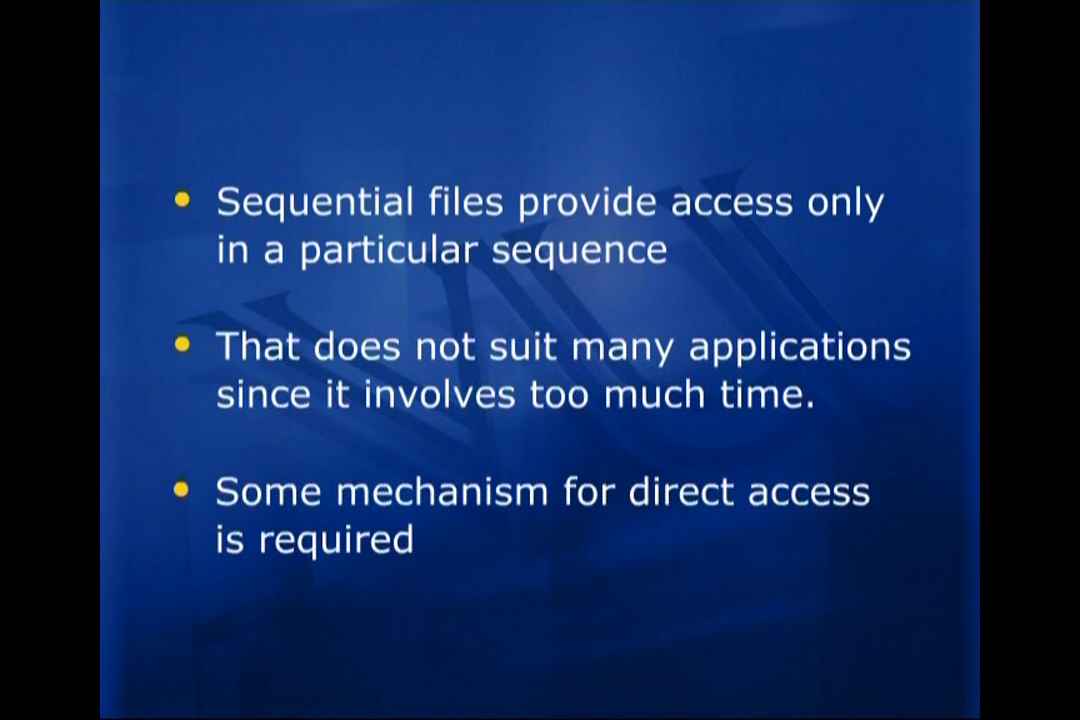 • Sequential files provide access only
in a particular sequence
• That does not suit many applications
since it involves too much time.
• Some mechanism for direct access
is required
VU